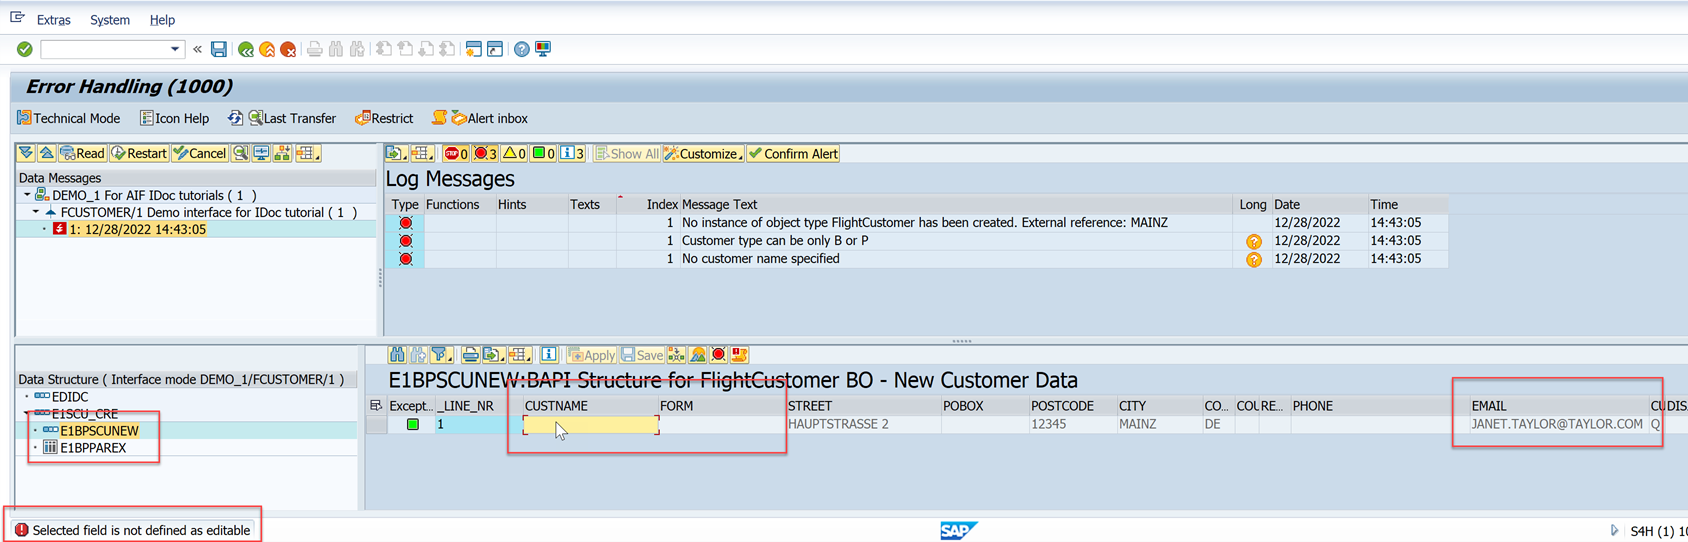 Extras System Help
Error Handling (1000)
Technical Mode Icon Help Last Transfer Restrict Alert inbox
Read Restart Cancel
STOP 0 3 0 0 3 Show All Customize Confirm Alert
Data Messages
DEMO_1 For AIF IDoc tutorials ( 1 )
FCUSTOMER/1 Demo interface for IDoc tutorial ( 1 )
1: 12/28/2022 14:43:05
Log Messages
Type Functions Hints Texts Index Message Text Long Date Time
1 No instance of object type FlightCustomer has been created. External reference: MAINZ 12/28/2022 14:43:05
1 Customer type can be only B or P 12/28/2022 14:43:05
1 No customer name specified 12/28/2022 14:43:05
Data Structure ( Interface mode DEMO_1/FCUSTOMER/1 )
EDIDC
E1SCU_CRE
E1BPSCUNEW
E1BPPAREX
Apply Save
E1BPSCUNEW:BAPI Structure for FlightCustomer BO - New Customer Data
Except... _LINE_NR CUSTNAME FORM STREET POBOX POSTCODE CITY CO... COU RE... PHONE EMAIL CU DIS
1 HAUPTSTRASSE 2 12345 MAINZ DE JANET.TAYLOR@TAYLOR.COM Q
Selected field is not defined as editable
SAP
S4H (1) 10